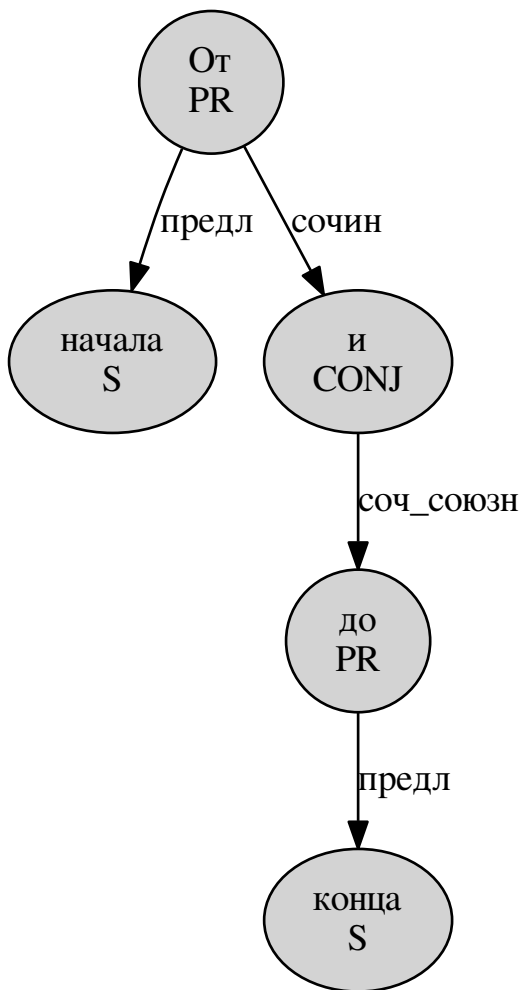 От
PR
предл
сочин
начала
S
и
CONJ
соч_союзн
до
PR
предл
конца
S